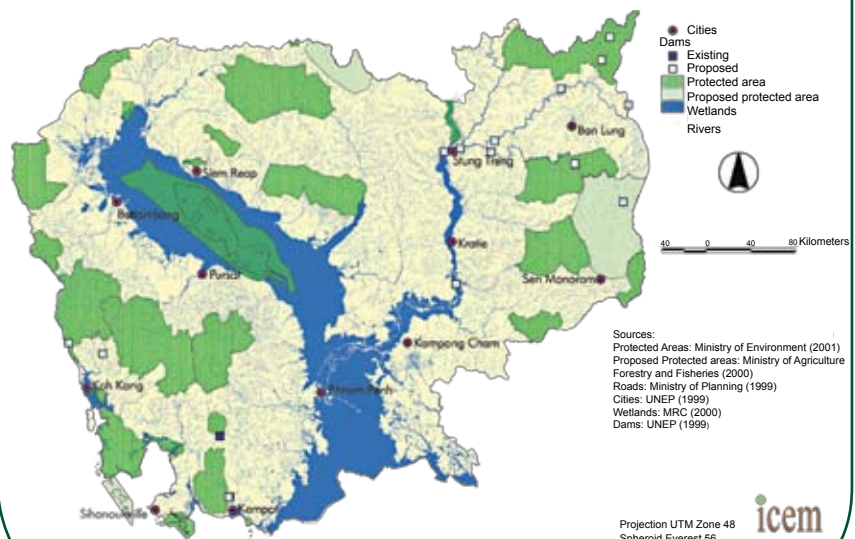 Cities
Dams
Existing
Proposed
Protected area
Proposed protected area
Wetlands
Rivers
Ban Lung
Stung Treng
Siem Reap
Battambang
Kratie
Pursat
Sen Monorom
40 0 40 80 Kilometers
Kampong Cham
Koh Kong
Phnom Penh
Sihanoukville
Kampot
Sources:
Protected Areas: Ministry of Environment (2001)
Proposed Protected areas: Ministry of Agriculture
Forestry and Fisheries (2000)
Roads: Ministry of Planning (1999)
Cities: UNEP (1999)
Wetlands: MRC (2000)
Dams: UNEP (1999)
icem
Projection UTM Zone 48
Spheroid Everest 56